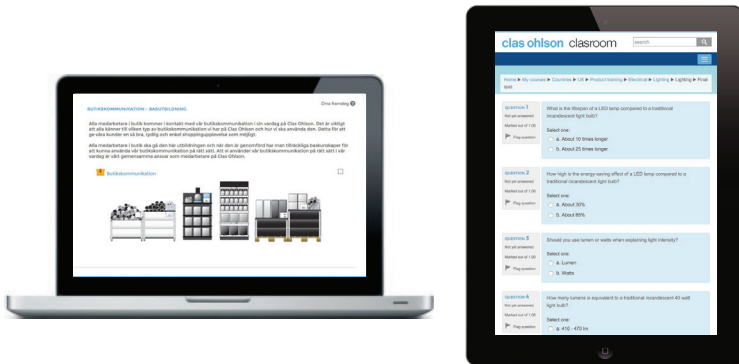 Dina framsteg
BUTIKSKOMMUNIKATION - BASUTBILDNING
Alla medarbetare i butik kommer i kontakt med vår butikskommunikation i sin vardag på Clas Ohlson. Det är viktigt
att alla känner till vilken typ av butikskommunikation vi har på Clas Ohlson och hur vi ska använda den. Detta för att
ge våra kunder en så bra, tydlig och enkel shoppingupplevelse som möjligt.
Alla medarbetare i butik ska gå den här utbildningen och när den är genomförd har man tillräckliga baskunskaper för
att kunna använda vår butikskommunikation på rätt sätt. Att vi använder vår butikskommunikation på rätt sätt i vår
vardag är vårt gemensamma ansvar som medarbetare på Clas Ohlson.
Butikskommunikation
clas ohlson clasroom
search
Home ▶ My courses ▶ Countries ▶ UK ▶ Product training ▶ Electrical ▶ Lighting ▶ Lighting ▶ Final
quiz
QUESTION 1
Not yet answered
Marked out of 1.00
Flag question
What is the lifespan of a LED lamp compared to a traditional
incandescent light bulb?
Select one:
a. About 10 times longer
b. About 25 times longer
QUESTION 2
Not yet answered
Marked out of 1.00
Flag question
How high is the energy-saving effect of a LED lamp compared to a
traditional incandescent light bulb?
Select one:
a. About 30%
b. About 85%
QUESTION 3
Not yet answered
Marked out of 1.00
Flag question
Should you use lumen or watts when explaining light intensity?
Select one:
a. Lumen
b. Watts
QUESTION 4
Not yet answered
Marked out of 1.00
Flag question
How many lumens is equivalent to a traditional incandescent 40 watt
light bulb?
Select one:
a. 410 - 470 lm